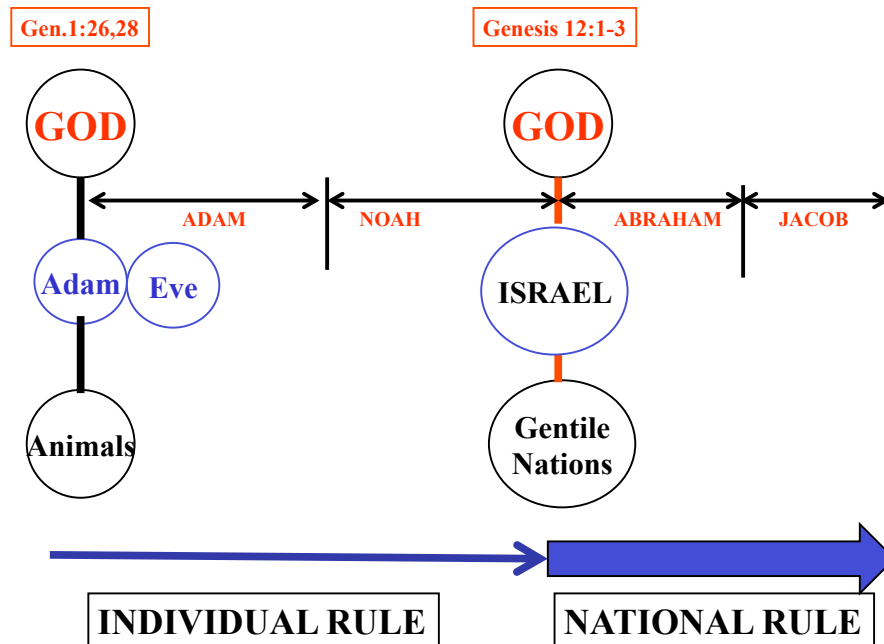 Gen.1:26,28
Genesis 12:1-3
GOD
GOD
ADAM
NOAH
ABRAHAM
JACOB
Adam
Eve
ISRAEL
Animals
Gentile
Nations
INDIVIDUAL RULE
NATIONAL RULE